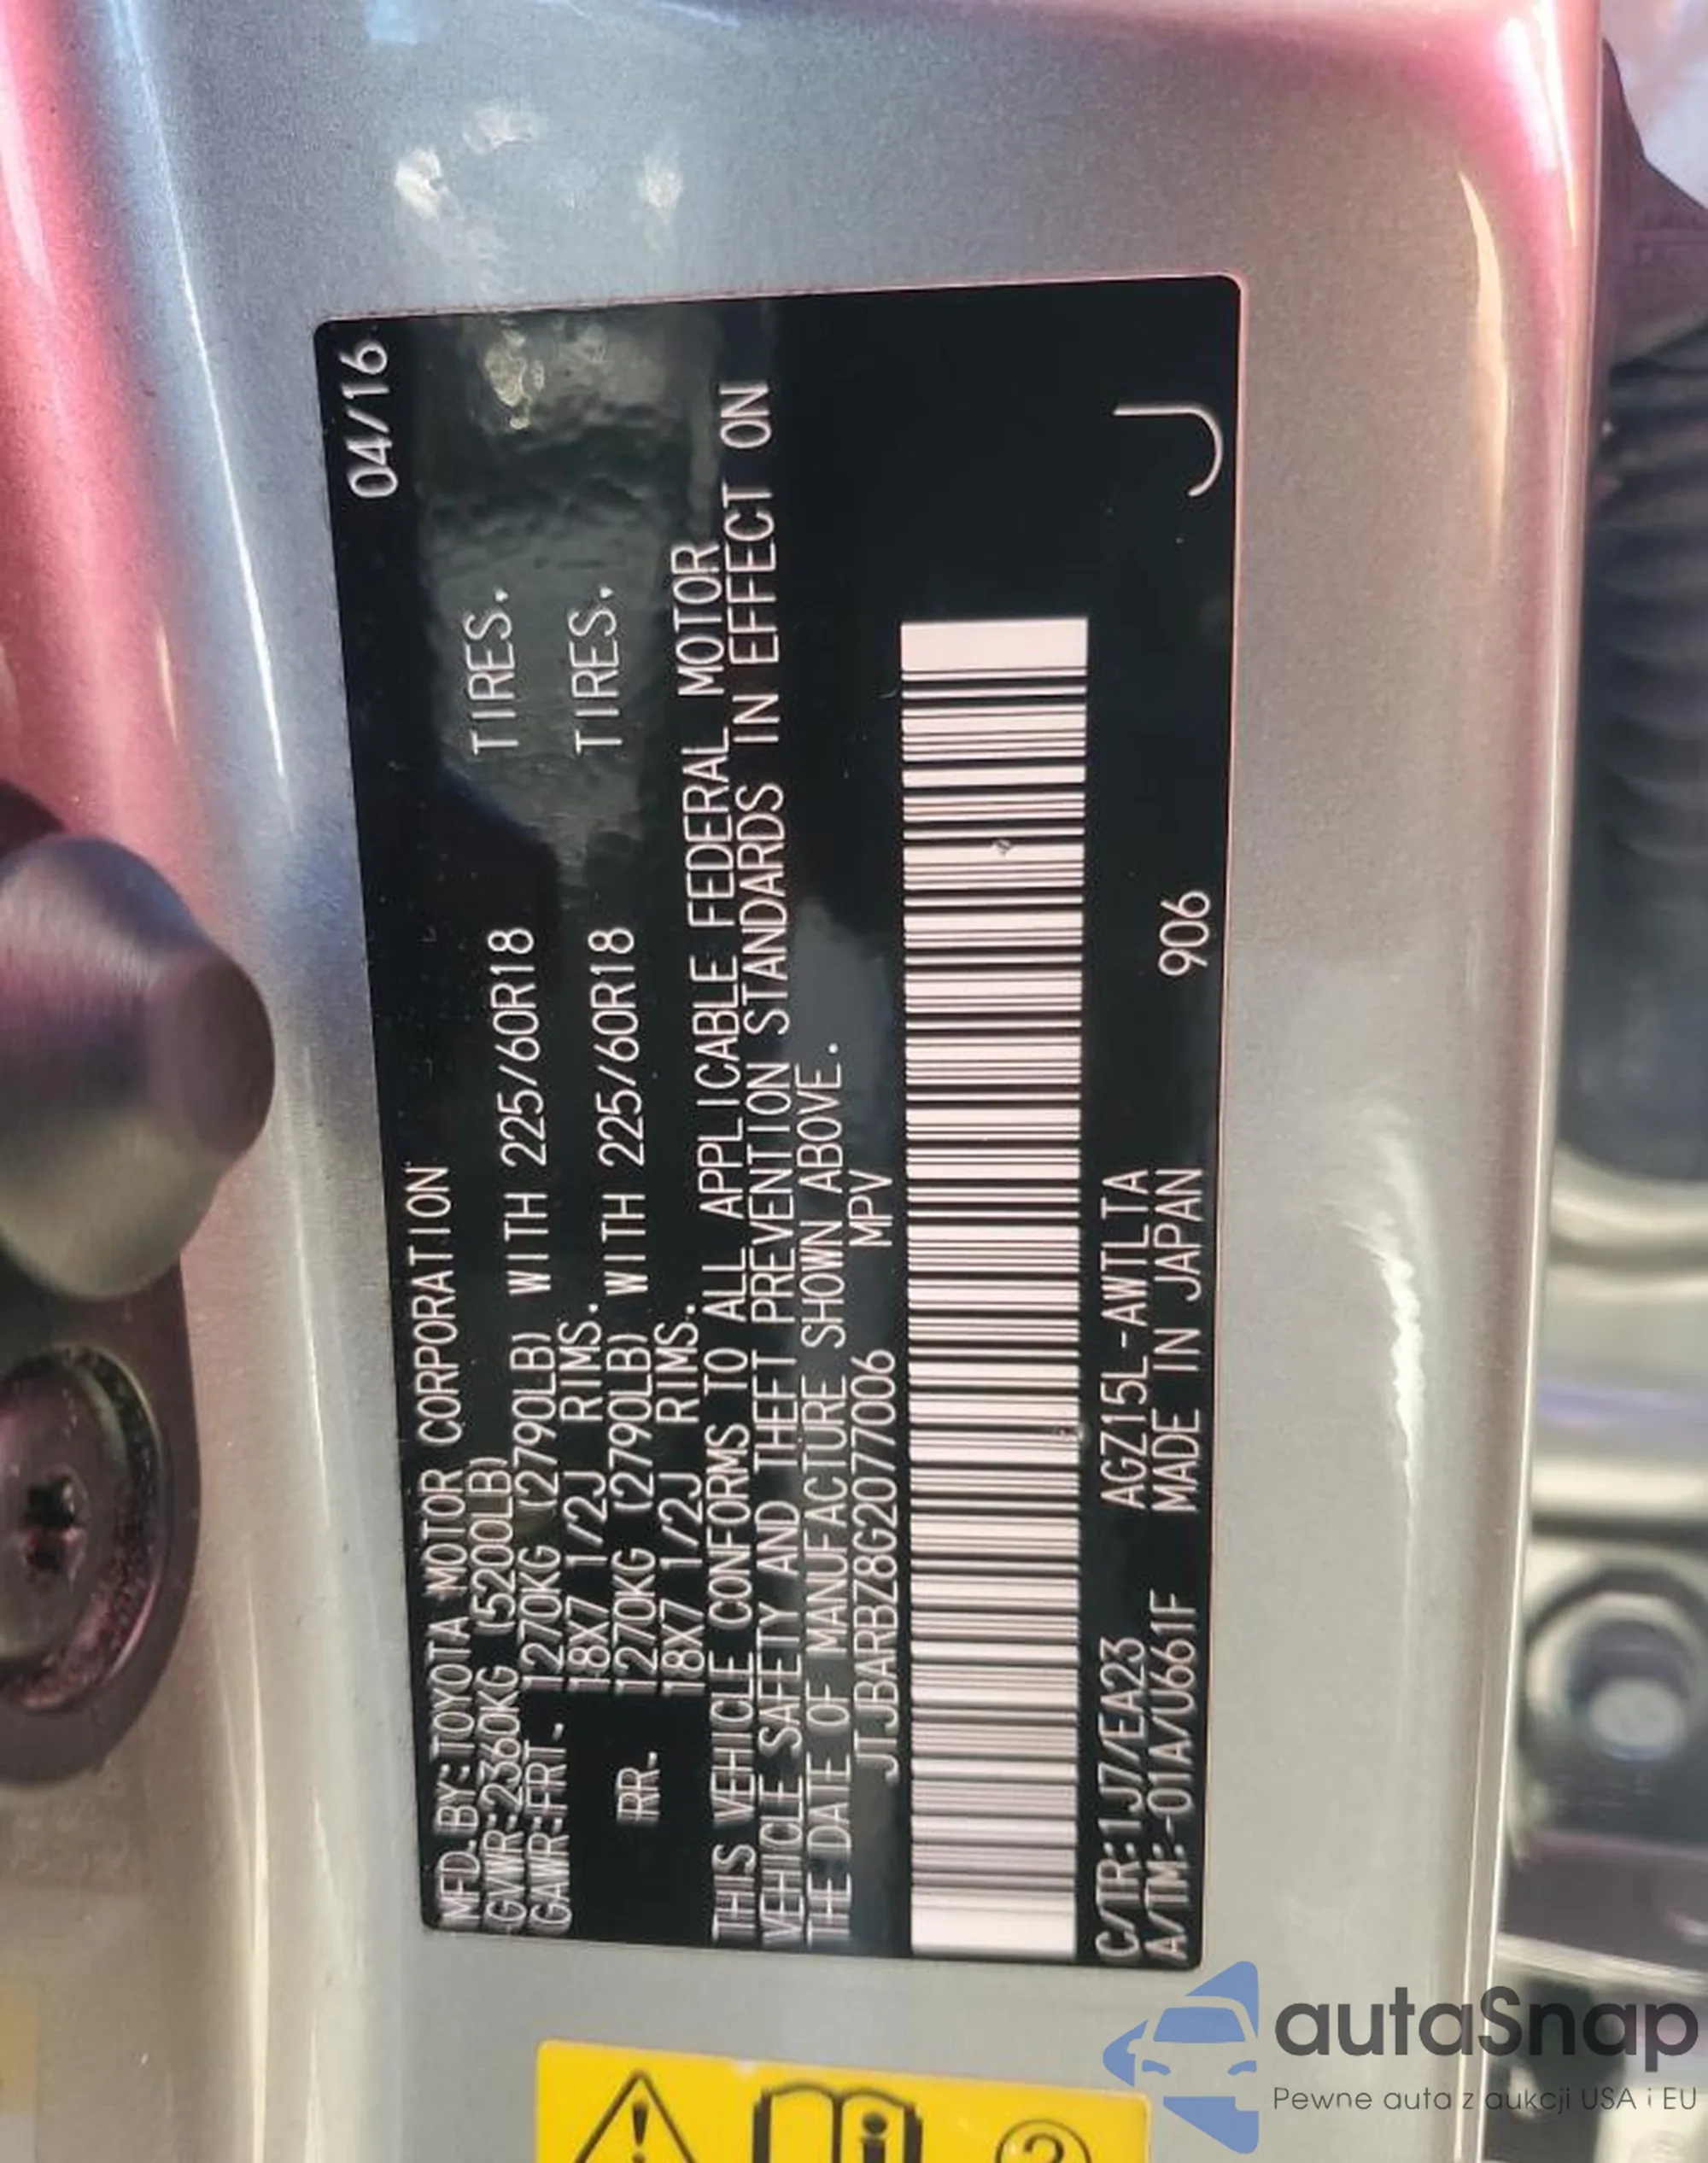 04/16
MFD.BY:TOYOTA MOTOR CORPORATION
GVWR:2360KG (5200LB)
GAWR:FRT. 1270KG (2790LB) WITH 225/60R18 TIRES.
18X7 1/2J RIMS.
RR. 1270KG (2790LB) WITH 225/60R18 TIRES.
18X7 1/2J RIMS.
THIS VEHICLE CONFORMS TO ALL APPLICABLE FEDERAL MOTOR
VEHICLE SAFETY AND THEFT PREVENTION STANDARDS IN EFFECT ON
THE DATE OF MANUFACTURE SHOWN ABOVE.
JTJBARBZ8G2077006 MPV
C/TR:1J7/EA23 AGZ15L-AWTLTA
A/TM:-01A/U661F MADE IN JAPAN 906 J
autaSnap
Pewne auta z aukcji USA i EU